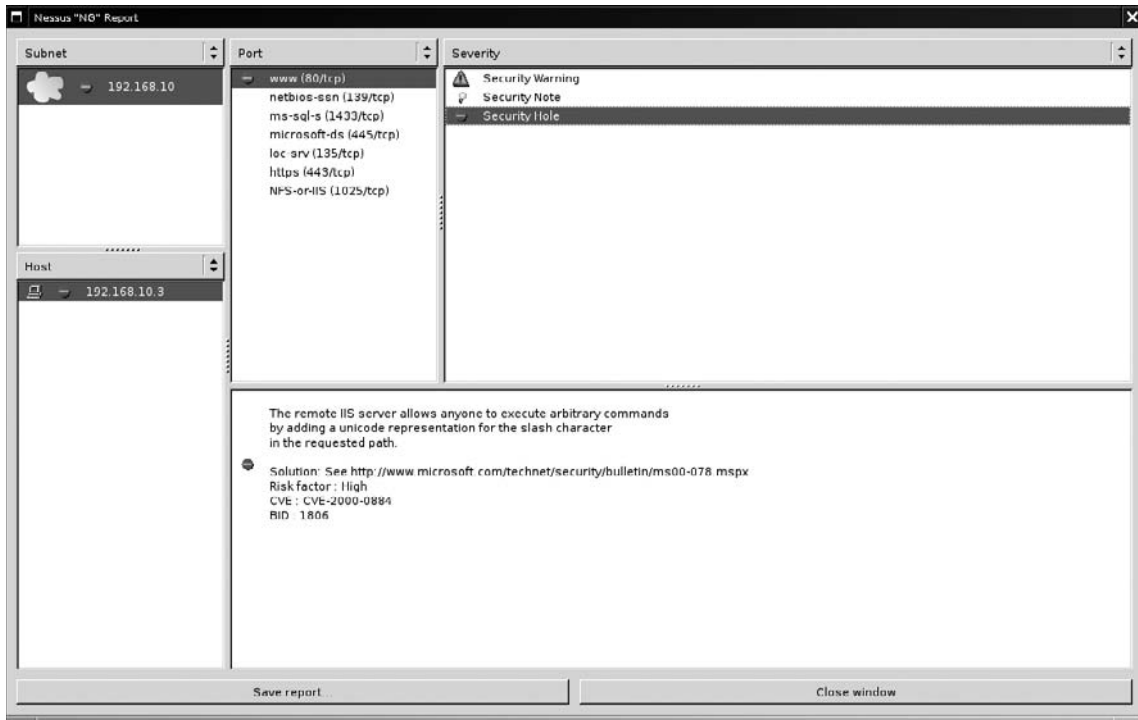 Nessus "NG" Report
Subnet
192.168.10
Port
www (80/tcp)
netbios-ssn (139/tcp)
ms-sql-s (1433/tcp)
microsoft-ds (445/tcp)
loc-srv (135/tcp)
https (443/tcp)
NFS-or-IIS (1025/tcp)
Severity
Security Warning
Security Note
Security Hole
Host
192.168.10.3
The remote IIS server allows anyone to execute arbitrary commands
by adding a unicode representation for the slash character
in the requested path.
Solution: See http://www.microsoft.com/technet/security/bulletin/ms00-078.mspx
Risk factor : High
CVE : CVE-2000-0884
BID : 1806
Save report...
Close window